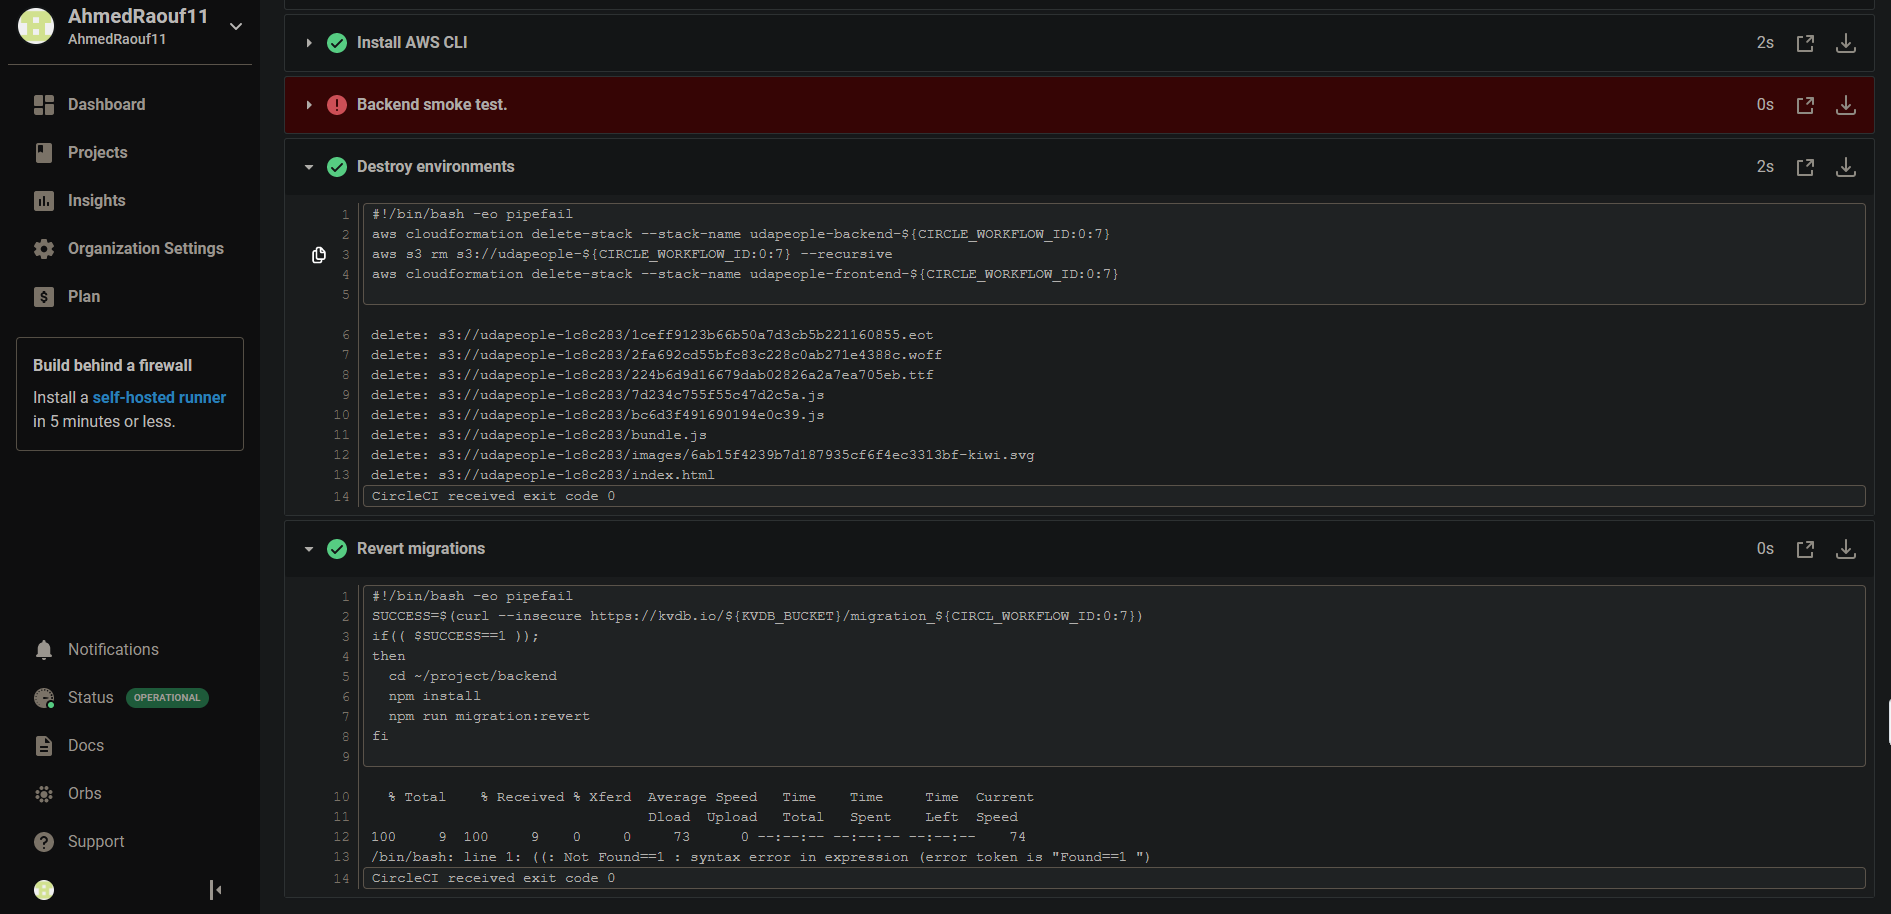 AhmedRaouf11
AhmedRaouf11
Dashboard
Projects
Insights
Organization Settings
Plan
Build behind a firewall
Install a self-hosted runner
in 5 minutes or less.
Notifications
Status OPERATIONAL
Docs
Orbs
Support
Install AWS CLI 2s
Backend smoke test. 0s
Destroy environments 2s
1 #!/bin/bash -eo pipefail
2 aws cloudformation delete-stack --stack-name udapeople-backend-${CIRCLE_WORKFLOW_ID:0:7}
3 aws s3 rm s3://udapeople-${CIRCLE_WORKFLOW_ID:0:7} --recursive
4 aws cloudformation delete-stack --stack-name udapeople-frontend-${CIRCLE_WORKFLOW_ID:0:7}
5
6 delete: s3://udapeople-1c8c283/1ceff9123b66b50a7d3cb5b221160855.eot
7 delete: s3://udapeople-1c8c283/2fa692cd55bfc83c228c0ab271e4388c.woff
8 delete: s3://udapeople-1c8c283/224b6d9d16679dab02826a2a7ea705eb.ttf
9 delete: s3://udapeople-1c8c283/7d234c755f55c47d2c5a.js
10 delete: s3://udapeople-1c8c283/bc6d3f491690194e0c39.js
11 delete: s3://udapeople-1c8c283/bundle.js
12 delete: s3://udapeople-1c8c283/images/6ab15f4239b7d187935cf6f4ec3313bf-kiwi.svg
13 delete: s3://udapeople-1c8c283/index.html
14 CircleCI received exit code 0
Revert migrations 0s
1 #!/bin/bash -eo pipefail
2 SUCCESS=$(curl --insecure https://kvdb.io/${KVDB_BUCKET}/migration_${CIRCL_WORKFLOW_ID:0:7})
3 if(( $SUCCESS==1 ));
4 then
5 cd ~/project/backend
6 npm install
7 npm run migration:revert
8 fi
9
10 % Total % Received % Xferd Average Speed Time Time Time Current
11 Dload Upload Total Spent Left Speed
12 100 9 100 9 0 0 73 0 --:--:-- --:--:-- --:--:-- 74
13 /bin/bash: line 1: ((: Not Found==1 : syntax error in expression (error token is "Found==1 ")
14 CircleCI received exit code 0